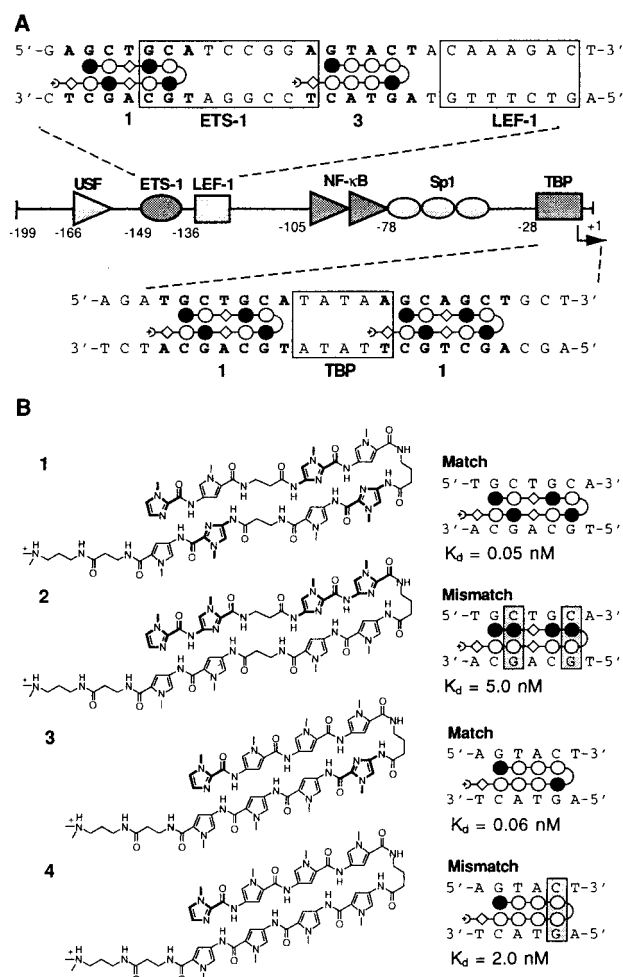 A
5'-G A G C T G C A T C C G G A G T A C T A C A A A G A C T-3'
3'-C T C G A C G T A G G C C T C A T G A T G T T T C T G A-5'
1 ETS-1 3 LEF-1
USF ETS-1 LEF-1 NF-κB Sp1 TBP
-199 -166 -149 -136 -105 -78 -28 +1
5'-A G A T G C T G C A T A T A A G C A G C T G C T-3'
3'-T C T A C G A C G T A T A T T C G T C G A C G A-5'
1 TBP 1
B
1
Match
5'-T G C T G C A-3'
3'-A C G A C G T-5'
Kd = 0.05 nM
2
Mismatch
5'-T G C T G C A-3'
3'-A C G A C G T-5'
Kd = 5.0 nM
3
Match
5'-A G T A C T-3'
3'-T C A T G A-5'
Kd = 0.06 nM
4
Mismatch
5'-A G T A C T-3'
3'-T C A T G A-5'
Kd = 2.0 nM